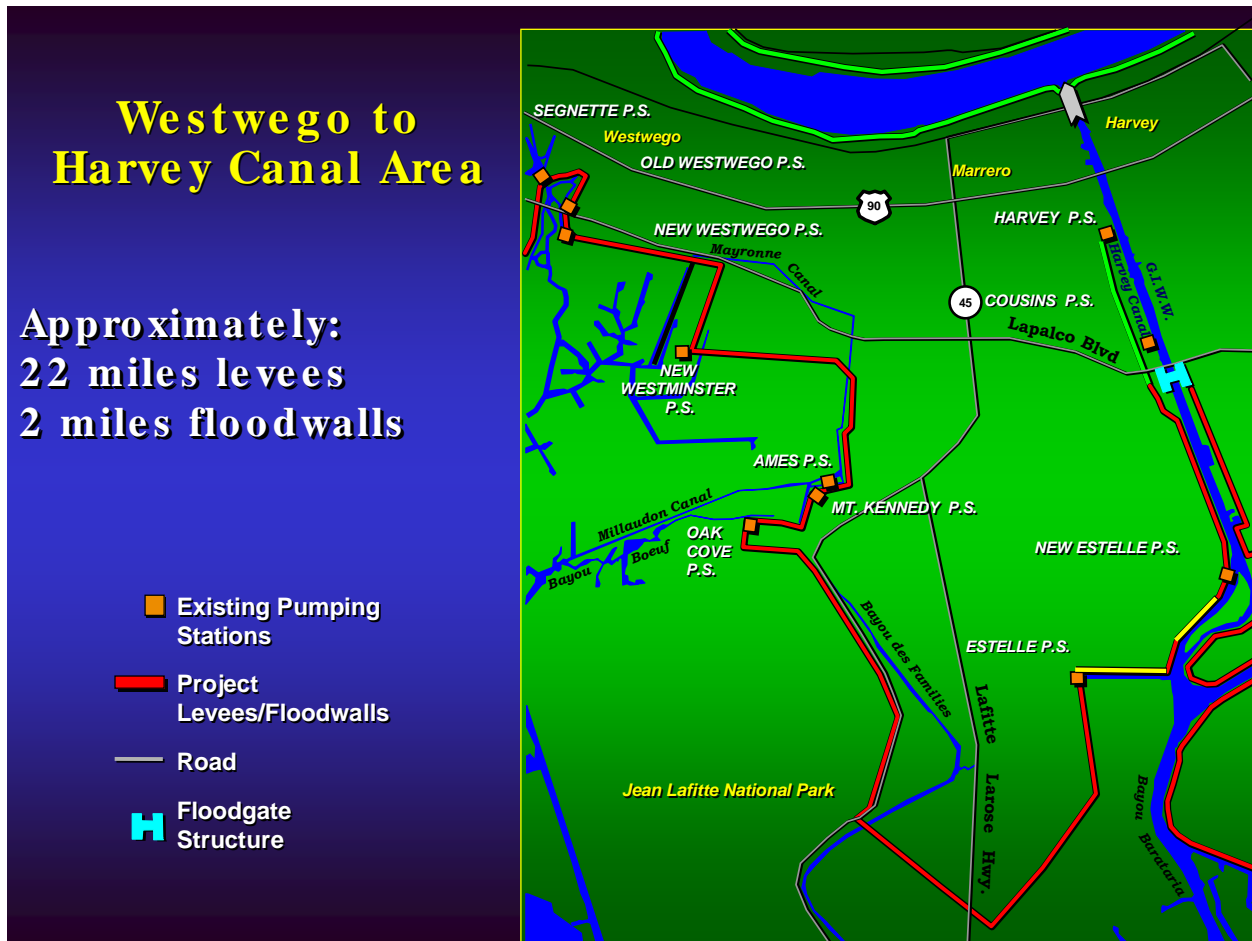 Westwego to
Harvey Canal Area
Approximately:
22 miles levees
2 miles floodwalls
Existing Pumping
Stations
Project
Levees/Floodwalls
Road
Floodgate
Structure
SEGNETTE P.S.
Westwego
OLD WESTWEGO P.S.
Harvey
Marrero
90
HARVEY P.S.
NEW WESTWEGO P.S.
Mayronne
Canal
Harvey Canal
G.I.W.W.
45
COUSINS P.S.
Lapalco Blvd
NEW
WESTMINSTER
P.S.
AMES P.S.
MT. KENNEDY P.S.
Millaudon Canal
OAK
COVE
P.S.
Bayou Boeuf
NEW ESTELLE P.S.
Bayou des Families
ESTELLE P.S.
Lafitte Larose Hwy.
Jean Lafitte National Park
Bayou Barataria